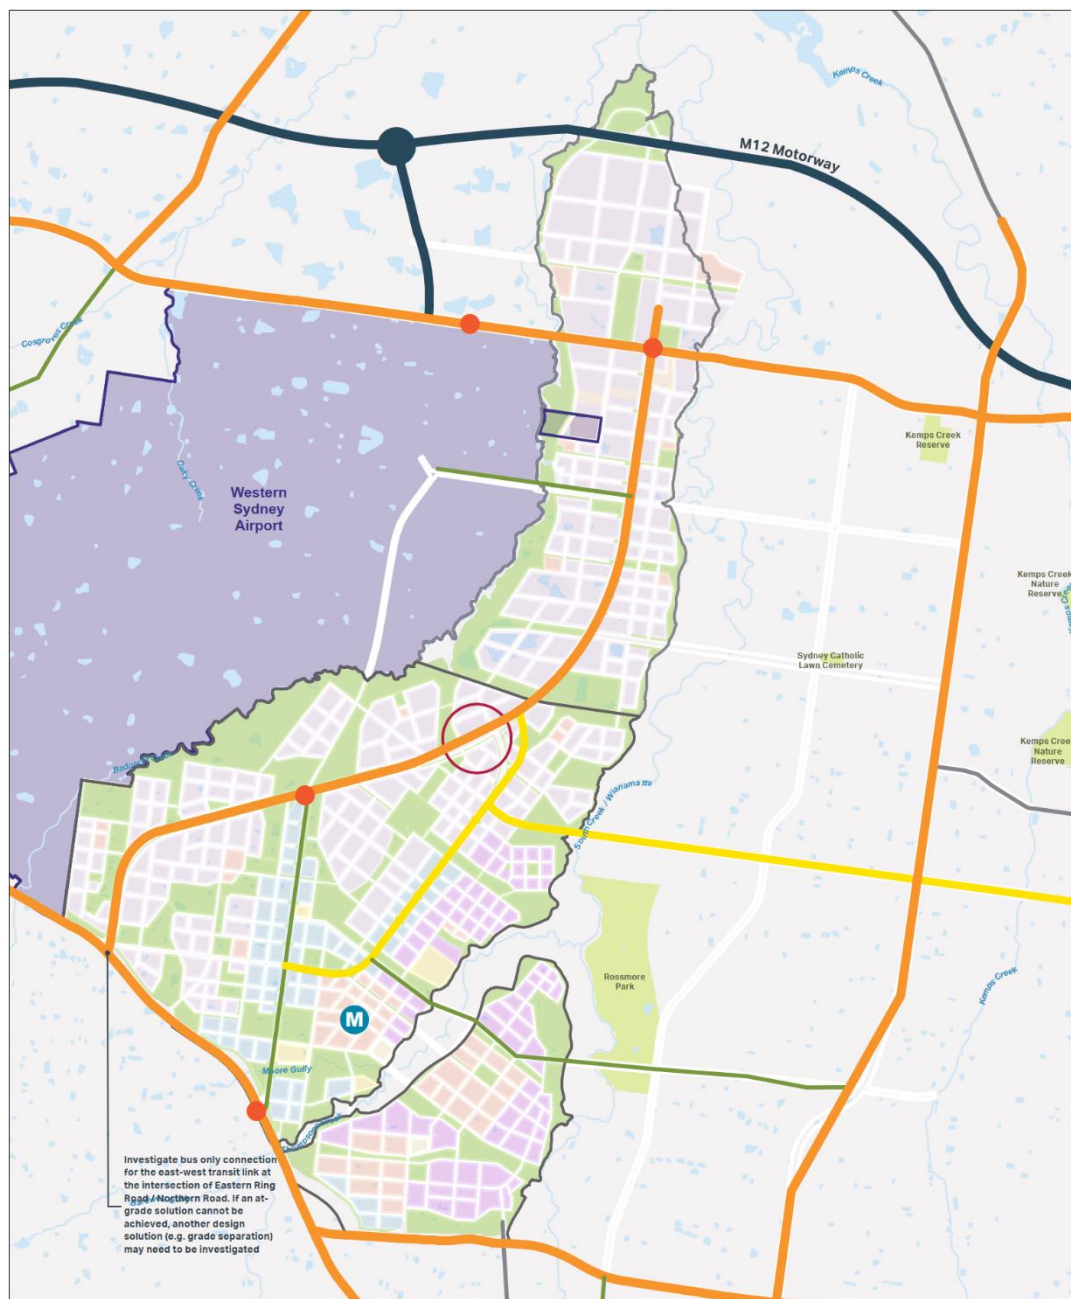 Kemps Creek
M12 Motorway
Cosgroves Creek
Oaky Creek
Western
Sydney
Airport
Kemps Creek
Reserve
Kemps Creek
Nature
Reserve
Sydney Catholic
Lawn Cemetery
Kemps Creek
Nature
Reserve
South Creek / Wianamatta
Rossmore
Park
Kemps Creek
M
Moore Gully
Investigate bus only connection
for the east-west transit link at
the intersection of Eastern Ring
Road / Northern Road. If an at-
grade solution cannot be
achieved, another design
solution (e.g. grade separation)
may need to be investigated